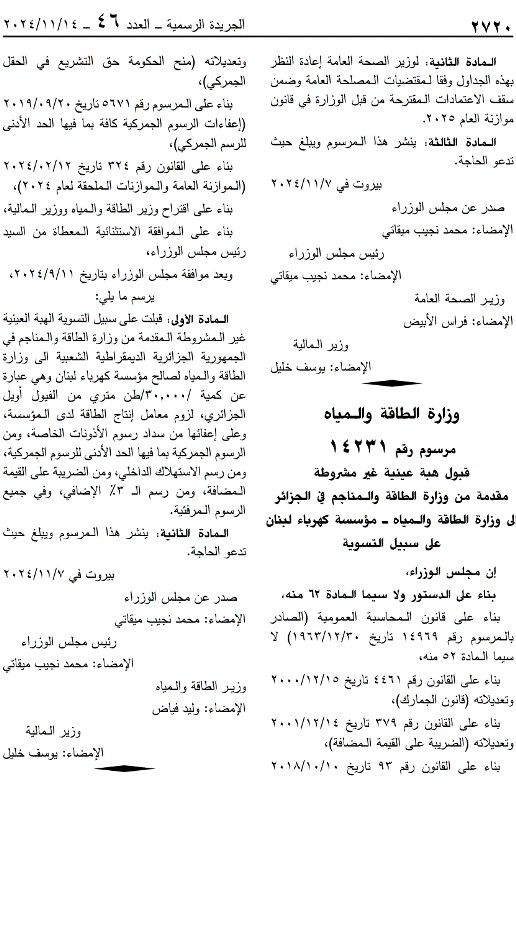 ٢٧٢٠
الجريدة الرسمية ــ العدد ٤٦ ــ ٢٠٢٤/١١/١٤
المادة الثانية: لوزير الصحة العامة إعادة النظر
بهذه الجداول وفقا لمقتضيات المصلحة العامة وضمن
سقف الاعتمادات المقترحة من قبل الوزارة في قانون
موازنة العام ٢٠٢٥.
المادة الثالثة: ينشر هذا المرسوم ويبلغ حيث
تدعو الحاجة.
بيروت في ٢٠٢٤/١١/٧
صدر عن مجلس الوزراء
الإمضاء: محمد نجيب ميقاتي
رئيس مجلس الوزراء
الإمضاء: محمد نجيب ميقاتي
وزير الصحة العامة
الإمضاء: فراس الأبيض
وزير المالية
الإمضاء: يوسف خليل
وزارة الطاقة والمياه
مرسوم رقم ١٤٢٣١
قبول هبة عينية غير مشروطة
مقدمة من وزارة الطاقة والمناجم في الجزائر
الى وزارة الطاقة والمياه ــ مؤسسة كهرباء لبنان
على سبيل التسوية
إن مجلس الوزراء،
بناء على الدستور ولا سيما المادة ٦٢ منه،
بناء على قانون المحاسبة العمومية (الصادر
بالمرسوم رقم ١٤٩٦٩ تاريخ ١٩٦٣/١٢/٣٠) لا
سيما المادة ٥٢ منه،
بناء على القانون رقم ٤٤٦١ تاريخ ٢٠٠٠/١٢/١٥
وتعديلاته (قانون الجمارك)،
بناء على القانون رقم ٣٧٩ تاريخ ٢٠٠١/١٢/١٤
وتعديلاته (الضريبة على القيمة المضافة)،
بناء على القانون رقم ٩٣ تاريخ ٢٠١٨/١٠/١٠
وتعديلاته (منح الحكومة حق التشريع في الحقل
الجمركي)،
بناء على المرسوم رقم ٥٦٧١ تاريخ ٢٠١٩/٠٩/٢٠
(إعفاءات الرسوم الجمركية كافة بما فيها الحد الأدنى
للرسم الجمركي)،
بناء على القانون رقم ٣٢٤ تاريخ ٢٠٢٤/٠٢/١٢
(الموازنة العامة والموازنات الملحقة لعام ٢٠٢٤)،
بناء على اقتراح وزير الطاقة والمياه ووزير المالية،
بناء على الموافقة الاستثنائية المعطاة من السيد
رئيس مجلس الوزراء،
وبعد موافقة مجلس الوزراء بتاريخ ٢٠٢٤/٩/١١،
يرسم ما يلي:
المادة الأولى: قبلت على سبيل التسوية الهبة العينية
غير المشروطة المقدمة من وزارة الطاقة والمناجم في
الجمهورية الجزائرية الديمقراطية الشعبية الى وزارة
الطاقة والمياه لصالح مؤسسة كهرباء لبنان وهي عبارة
عن كمية /٣٠,٠٠٠/طن متري من الفيول أويل
الجزائري، لزوم معامل إنتاج الطاقة لدى المؤسسة،
وعلى إعفائها من سداد رسوم الأذونات الخاصة، ومن
الرسوم الجمركية بما فيها الحد الأدنى للرسوم الجمركية،
ومن رسم الاستهلاك الداخلي، ومن الضريبة على القيمة
المضافة، ومن رسم الـ ٣٪ الإضافي، وفي جميع
الرسوم المرفئية.
المادة الثانية: ينشر هذا المرسوم ويبلغ حيث
تدعو الحاجة.
بيروت في ٢٠٢٤/١١/٧
صدر عن مجلس الوزراء
الإمضاء: محمد نجيب ميقاتي
رئيس مجلس الوزراء
الإمضاء: محمد نجيب ميقاتي
وزير الطاقة والمياه
الإمضاء: وليد فياض
وزير المالية
الإمضاء: يوسف خليل